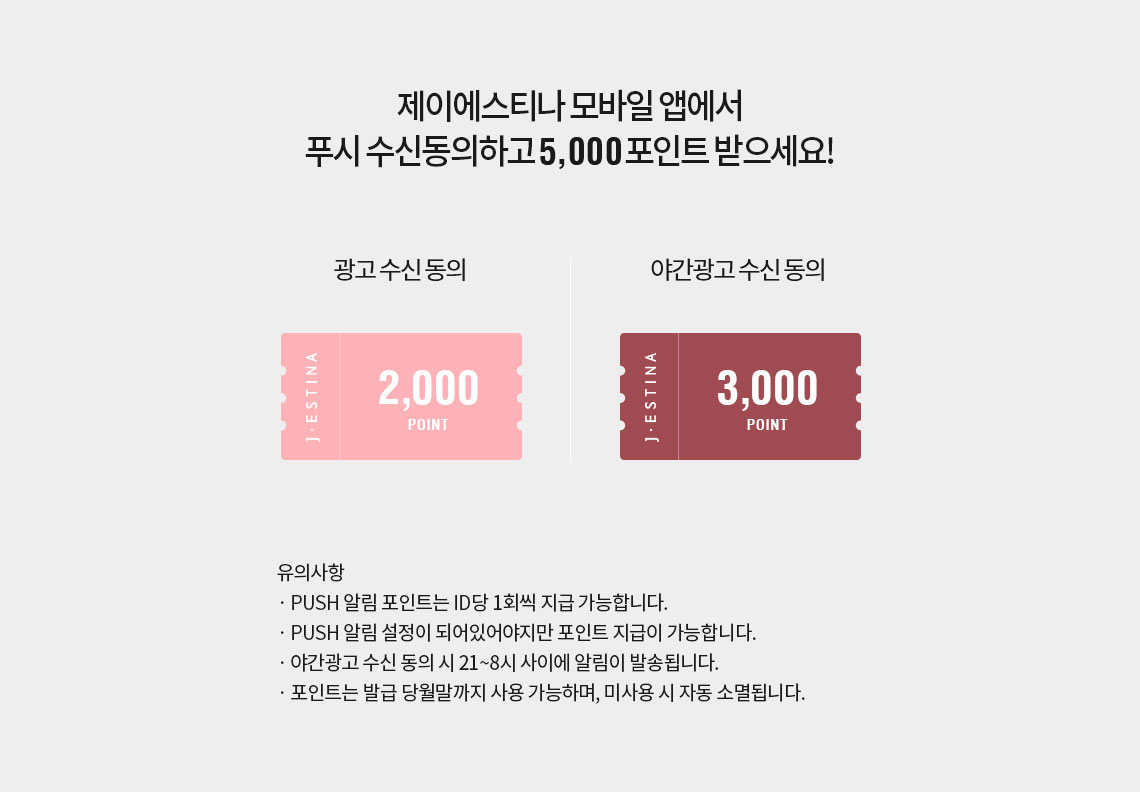 제이에스티나 모바일 앱에서
푸시 수신동의하고 5,000 포인트 받으세요!
광고 수신 동의
J·ESTINA
2,000
POINT
야간광고 수신 동의
J·ESTINA
3,000
POINT
유의사항
· PUSH 알림 포인트는 ID당 1회씩 지급 가능합니다.
· PUSH 알림 설정이 되어있어야지만 포인트 지급이 가능합니다.
· 야간광고 수신 동의 시 21~8시 사이에 알림이 발송됩니다.
· 포인트는 발급 당월말까지 사용 가능하며, 미사용 시 자동 소멸됩니다.